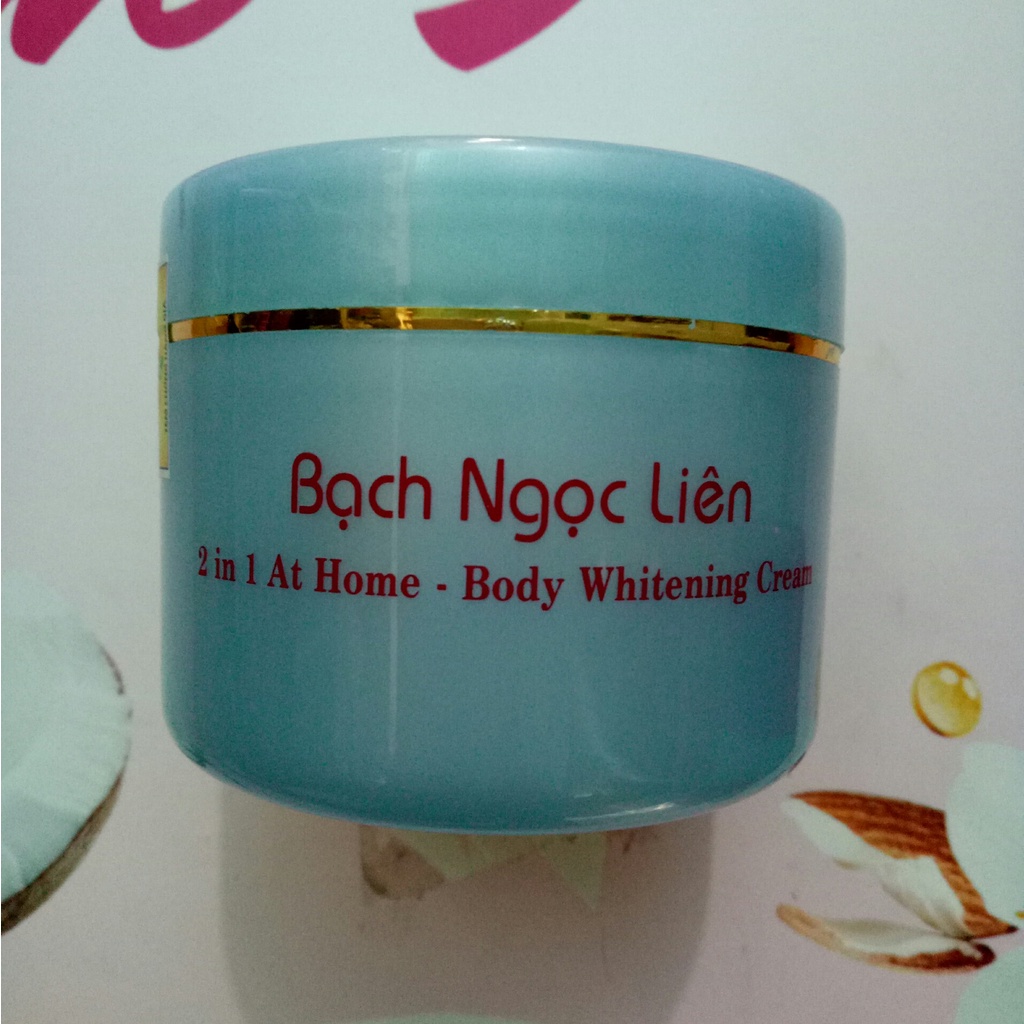 Bạch Ngọc Liên
2 in 1 At Home - Body Whitening Cream